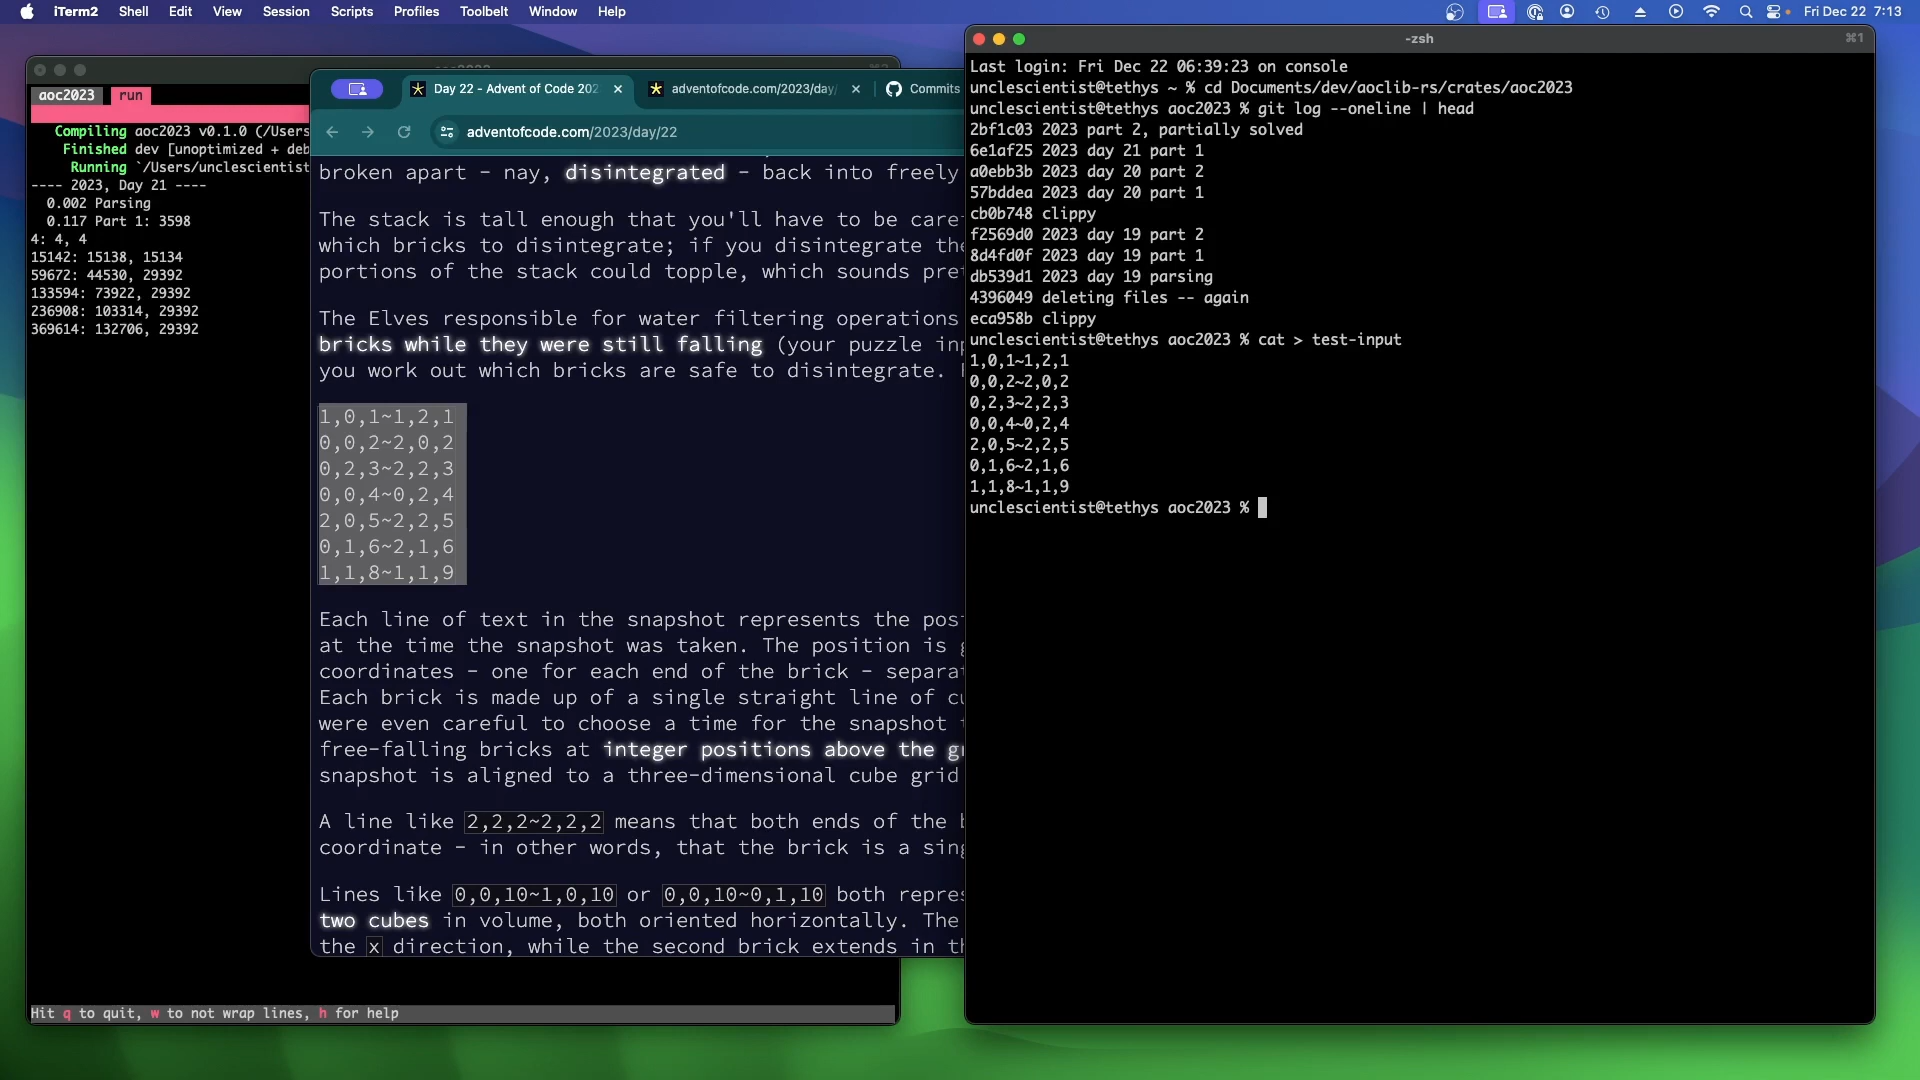 iTerm2 Shell Edit View Session Scripts Profiles Toolbelt Window Help
Fri Dec 22 7:13
aoc2023 run
Compiling aoc2023 v0.1.0 (/Users
Finished dev [unoptimized + deb
Running `/Users/unclescientist
---- 2023, Day 21 ----
0.002 Parsing
0.117 Part 1: 3598
4: 4, 4
15142: 15138, 15134
59672: 44530, 29392
133594: 73922, 29392
236908: 103314, 29392
369614: 132706, 29392
Hit q to quit, w to not wrap lines, h for help
Day 22 - Advent of Code 202
adventofcode.com/2023/day/
Commits
adventofcode.com/2023/day/22
broken apart - nay, disintegrated - back into freely
The stack is tall enough that you'll have to be care
which bricks to disintegrate; if you disintegrate the
portions of the stack could topple, which sounds pre
The Elves responsible for water filtering operations
bricks while they were still falling (your puzzle inp
you work out which bricks are safe to disintegrate.
1,0,1~1,2,1
0,0,2~2,0,2
0,2,3~2,2,3
0,0,4~0,2,4
2,0,5~2,2,5
0,1,6~2,1,6
1,1,8~1,1,9
Each line of text in the snapshot represents the pos
at the time the snapshot was taken. The position is g
coordinates - one for each end of the brick - separa
Each brick is made up of a single straight line of cu
were even careful to choose a time for the snapshot t
free-falling bricks at integer positions above the gr
snapshot is aligned to a three-dimensional cube grid
A line like 2,2,2~2,2,2 means that both ends of the b
coordinate - in other words, that the brick is a sing
Lines like 0,0,10~1,0,10 or 0,0,10~0,1,10 both repres
two cubes in volume, both oriented horizontally. The
the x direction, while the second brick extends in th
-zsh
⌘1
Last login: Fri Dec 22 06:39:23 on console
unclescientist@tethys ~ % cd Documents/dev/aoclib-rs/crates/aoc2023
unclescientist@tethys aoc2023 % git log --oneline | head
2bf1c03 2023 part 2, partially solved
6e1af25 2023 day 21 part 1
a0ebb3b 2023 day 20 part 2
57bddea 2023 day 20 part 1
cb0b748 clippy
f2569d0 2023 day 19 part 2
8d4fd0f 2023 day 19 part 1
db539d1 2023 day 19 parsing
4396049 deleting files -- again
eca958b clippy
unclescientist@tethys aoc2023 % cat > test-input
1,0,1~1,2,1
0,0,2~2,0,2
0,2,3~2,2,3
0,0,4~0,2,4
2,0,5~2,2,5
0,1,6~2,1,6
1,1,8~1,1,9
unclescientist@tethys aoc2023 %